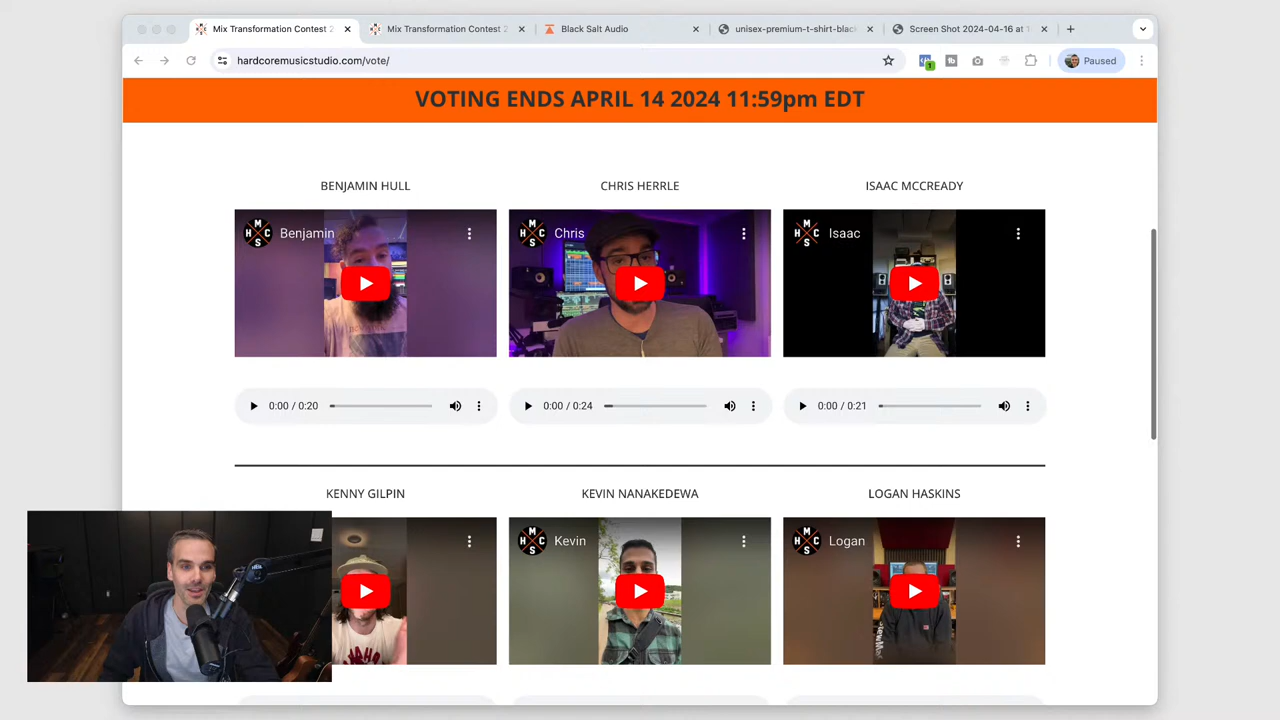 Mix Transformation Contest 2
Mix Transformation Contest 2
Black Salt Audio
unisex-premium-t-shirt-black
Screen Shot 2024-04-16 at 1
hardcoremusicstudio.com/vote/
1
Paused
VOTING ENDS APRIL 14 2024 11:59pm EDT
BENJAMIN HULL
CHRIS HERRLE
ISAAC MCCREADY
H M C S
Benjamin
H M C S
Chris
H M C S
Isaac
0:00 / 0:20
0:00 / 0:24
0:00 / 0:21
KENNY GILPIN
KEVIN NANAKEDEWA
LOGAN HASKINS
H M C S
Kevin
H M C S
Logan